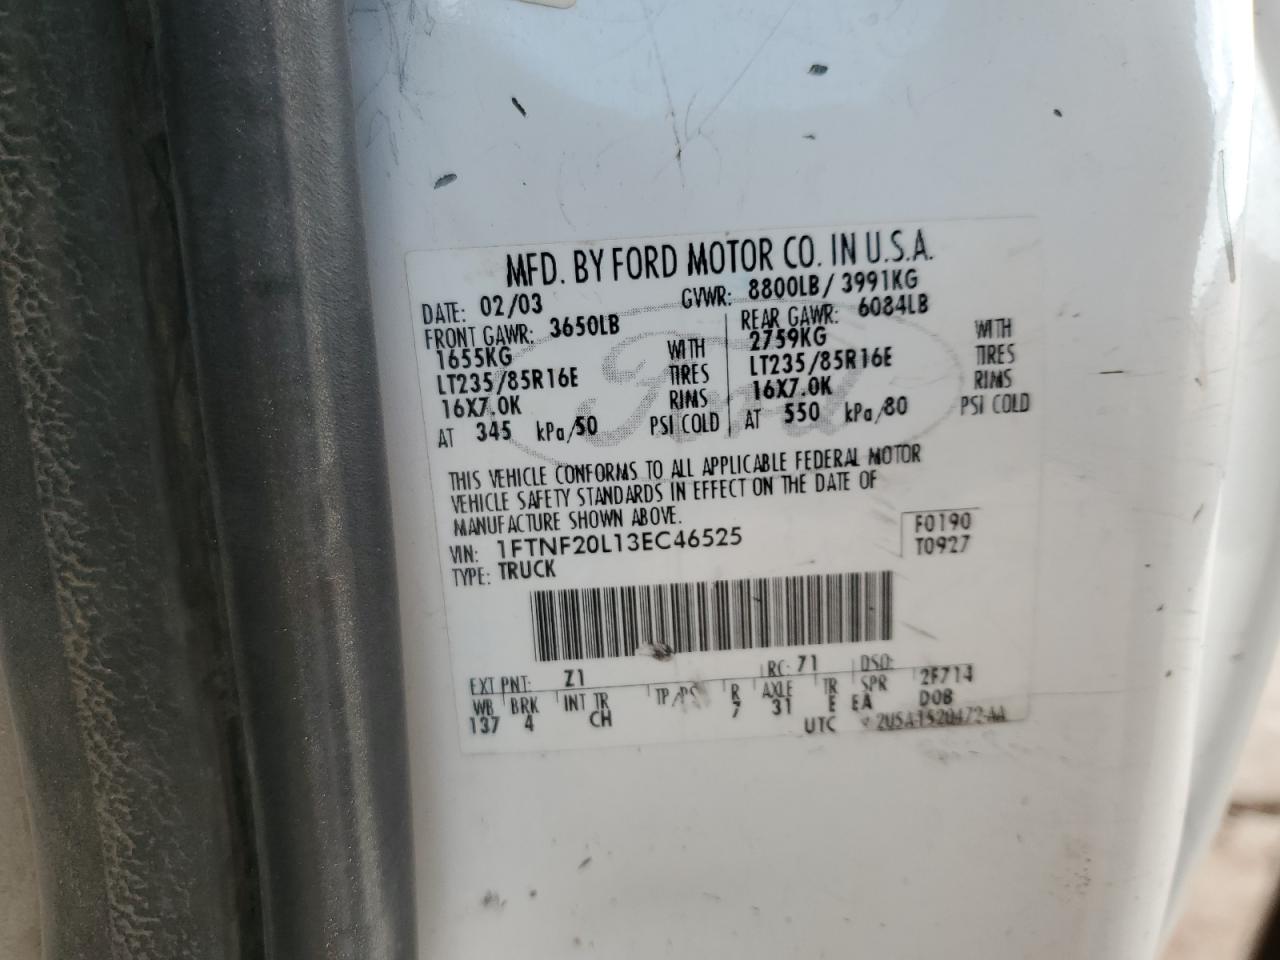 MFD. BY FORD MOTOR CO. IN U.S.A.
DATE: 02/03 GVWR: 8800LB/ 3991KG
FRONT GAWR: 3650LB REAR GAWR: 6084LB
1655KG WITH 2759KG WITH
LT235/85R16E TIRES LT235/85R16E TIRES
16X7.0K RIMS 16X7.0K RIMS
AT 345 kPa/50 PSI COLD AT 550 kPa/80 PSI COLD
Ford
THIS VEHICLE CONFORMS TO ALL APPLICABLE FEDERAL MOTOR
VEHICLE SAFETY STANDARDS IN EFFECT ON THE DATE OF
MANUFACTURE SHOWN ABOVE.
VIN: 1FTNF20L13EC46525 F0190
TYPE: TRUCK T0927
EXT PNT: Z1 RC: 71 DSO:
WB BRK INT TR TP/PS R AXLE TR SPR 2F714
137 4 CH 7 31 E EA D0B
UTC